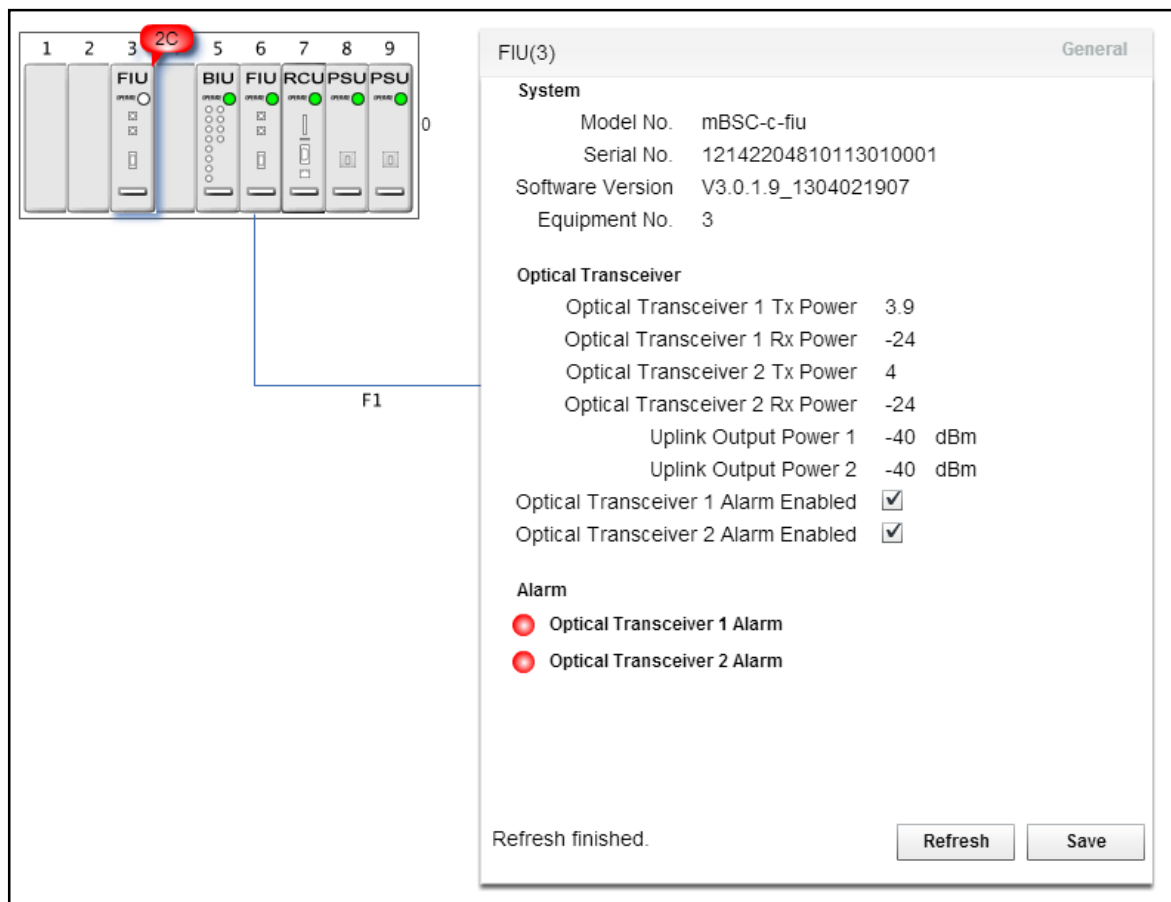 1 2 3 2C 5 6 7 8 9
FIU BIU FIU RCU PSU PSU
0
F1
FIU(3) General
System
Model No. mBSC-c-fiu
Serial No. 12142204810113010001
Software Version V3.0.1.9_1304021907
Equipment No. 3
Optical Transceiver
Optical Transceiver 1 Tx Power 3.9
Optical Transceiver 1 Rx Power -24
Optical Transceiver 2 Tx Power 4
Optical Transceiver 2 Rx Power -24
Uplink Output Power 1 -40 dBm
Uplink Output Power 2 -40 dBm
Optical Transceiver 1 Alarm Enabled
Optical Transceiver 2 Alarm Enabled
Alarm
Optical Transceiver 1 Alarm
Optical Transceiver 2 Alarm
Refresh finished. Refresh Save